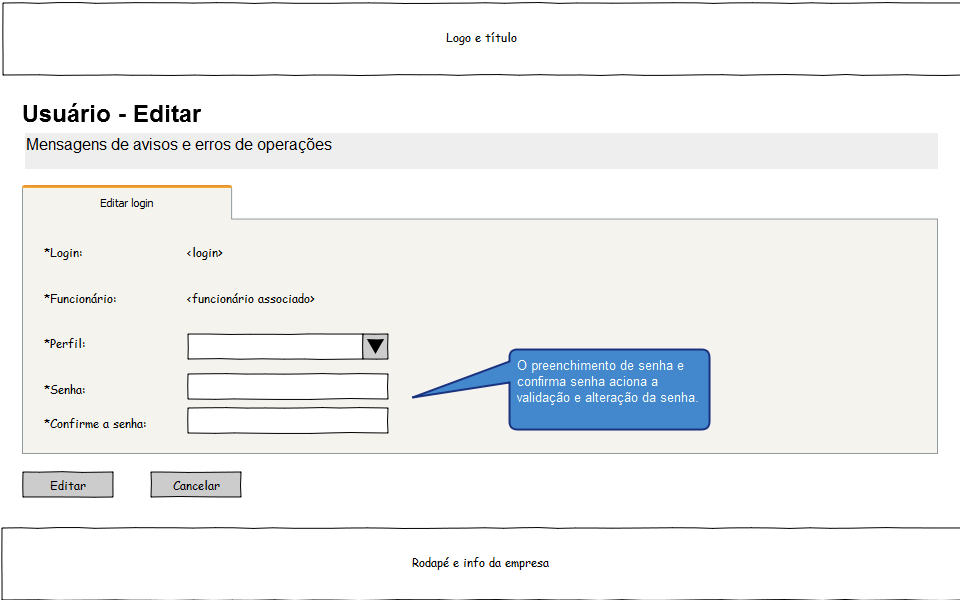 Logo e título
Usuário - Editar
Mensagens de avisos e erros de operações
Editar login
*Login: <login>
*Funcionário: <funcionário associado>
*Perfil:
*Senha:
*Confirme a senha:
O preenchimento de senha e
confirma senha aciona a
validação e alteração da senha.
Editar Cancelar
Rodapé e info da empresa